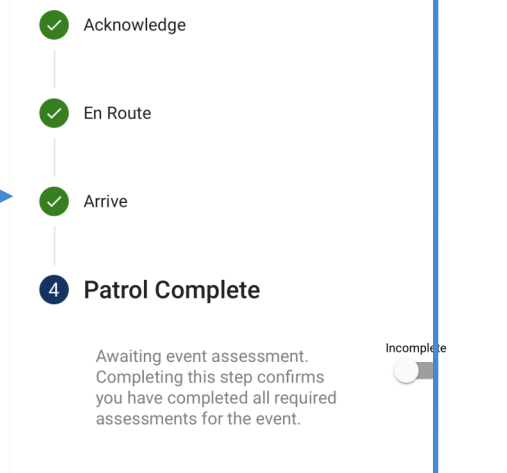 Acknowledge
En Route
Arrive
4 Patrol Complete
Incomplete
Awaiting event assessment.
Completing this step confirms
you have completed all required
assessments for the event.